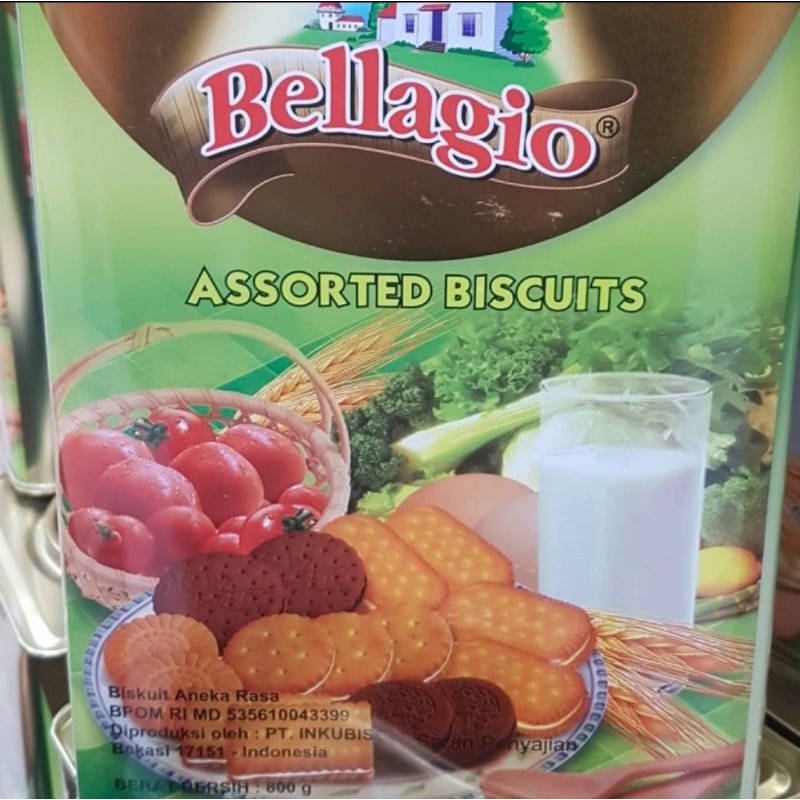 Bellagio®
ASSORTED BISCUITS
Biskuit Aneka Rasa
BPOM RI MD 535610043399
Diproduksi oleh : PT. INKUBIS
Bekasi 17151 - Indonesia
Saran Penyajian
BERAT BERSIH : 800 g